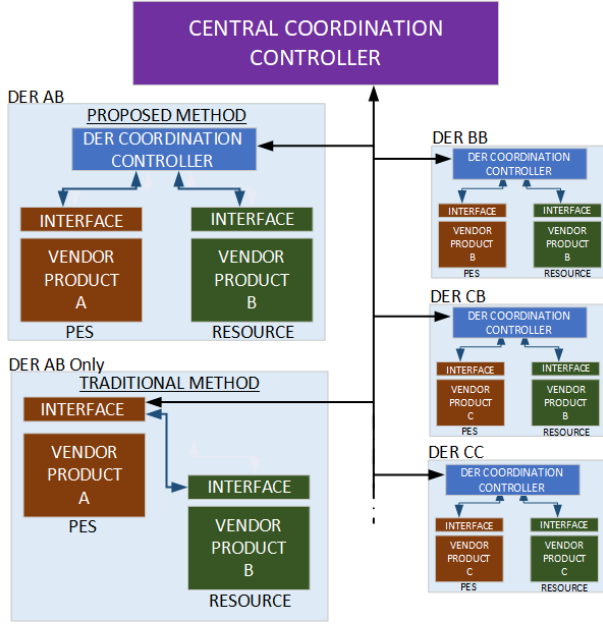 CENTRAL COORDINATION
CONTROLLER
DER AB
PROPOSED METHOD
DER COORDINATION
CONTROLLER
INTERFACE
INTERFACE
VENDOR
PRODUCT
A
VENDOR
PRODUCT
B
PES
RESOURCE
DER AB Only
TRADITIONAL METHOD
INTERFACE
VENDOR
PRODUCT
A
PES
INTERFACE
VENDOR
PRODUCT
B
RESOURCE
DER BB
DER COORDINATION
CONTROLLER
INTERFACE
INTERFACE
VENDOR
PRODUCT
B
VENDOR
PRODUCT
B
PES
RESOURCE
DER CB
DER COORDINATION
CONTROLLER
INTERFACE
INTERFACE
VENDOR
PRODUCT
C
VENDOR
PRODUCT
B
PES
RESOURCE
DER CC
DER COORDINATION
CONTROLLER
INTERFACE
INTERFACE
VENDOR
PRODUCT
C
VENDOR
PRODUCT
C
PES
RESOURCE